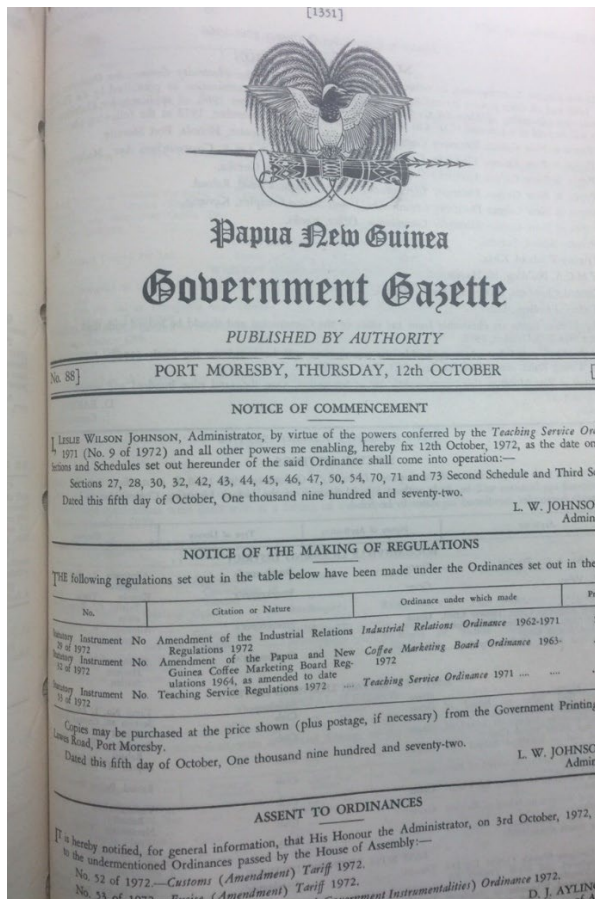 [1351]
Papua New Guinea
Government Gazette
PUBLISHED BY AUTHORITY
No. 88] PORT MORESBY, THURSDAY, 12th OCTOBER [
NOTICE OF COMMENCEMENT
I, LESLIE WILSON JOHNSON, Administrator, by virtue of the powers conferred by the Teaching Service
1971 (No. 9 of 1972) and all other powers me enabling, hereby fix 12th October, 1972, as the date on
Sections and Schedules set out hereunder of the said Ordinance shall come into operation:—
Sections 27, 28, 30, 32, 42, 43, 44, 45, 46, 47, 50, 54, 70, 71 and 73 Second Schedule and Third
Dated this fifth day of October, One thousand nine hundred and seventy-two.
L. W. JOHNSO
Admin
NOTICE OF THE MAKING OF REGULATIONS
THE following regulations set out in the table below have been made under the Ordinances set out in the
No. Citation or Nature Ordinance under which made
Statutory Instrument No Amendment of the Industrial Relations Industrial Relations Ordinance 1962-1971
of 1972 Regulations 1972
Statutory Instrument No Amendment of the Papua and New Coffee Marketing Board Ordinance 1963-
of 1972 Guinea Coffee Marketing Board Reg- 1972
ulations 1964, as amended to date
Statutory Instrument No. Teaching Service Regulations 1972 .... Teaching Service Ordinance 1971 .... ....
of 1972
Copies may be purchased at the price shown (plus postage, if necessary) from the Government Printing
Lawes Road, Port Moresby.
Dated this fifth day of October, One thousand nine hundred and seventy-two.
L. W. JOHNSO
Admin
ASSENT TO ORDINANCES
IT is hereby notified, for general information, that His Honour the Administrator, on 3rd October, 1972,
to the undermentioned Ordinances passed by the House of Assembly:—
No. 52 of 1972.—Customs (Amendment) Tariff 1972.
(Amendment) Tariff 1972.
Instrumentalities) Ordinance 1972.
D. J. AYLING